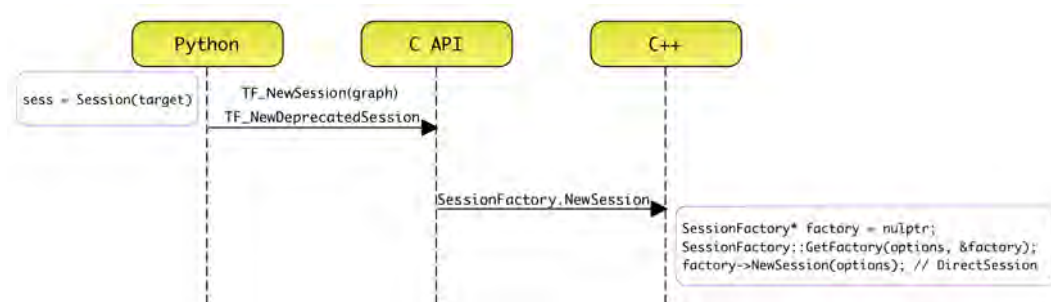 Python
C API
C++
sess = Session(target)
TF_NewSession(graph)
TF_NewDeprecatedSession
SessionFactory.NewSession
SessionFactory* factory = nulptr;
SessionFactory::GetFactory(options, &factory);
factory->NewSession(options); // DirectSession